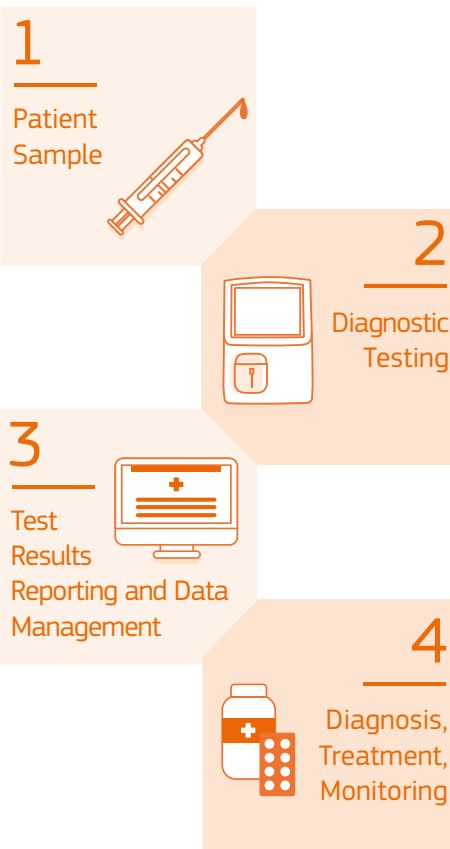 1
Patient
Sample
2
Diagnostic
Testing
3
Test
Results
Reporting and Data
Management
4
Diagnosis,
Treatment,
Monitoring